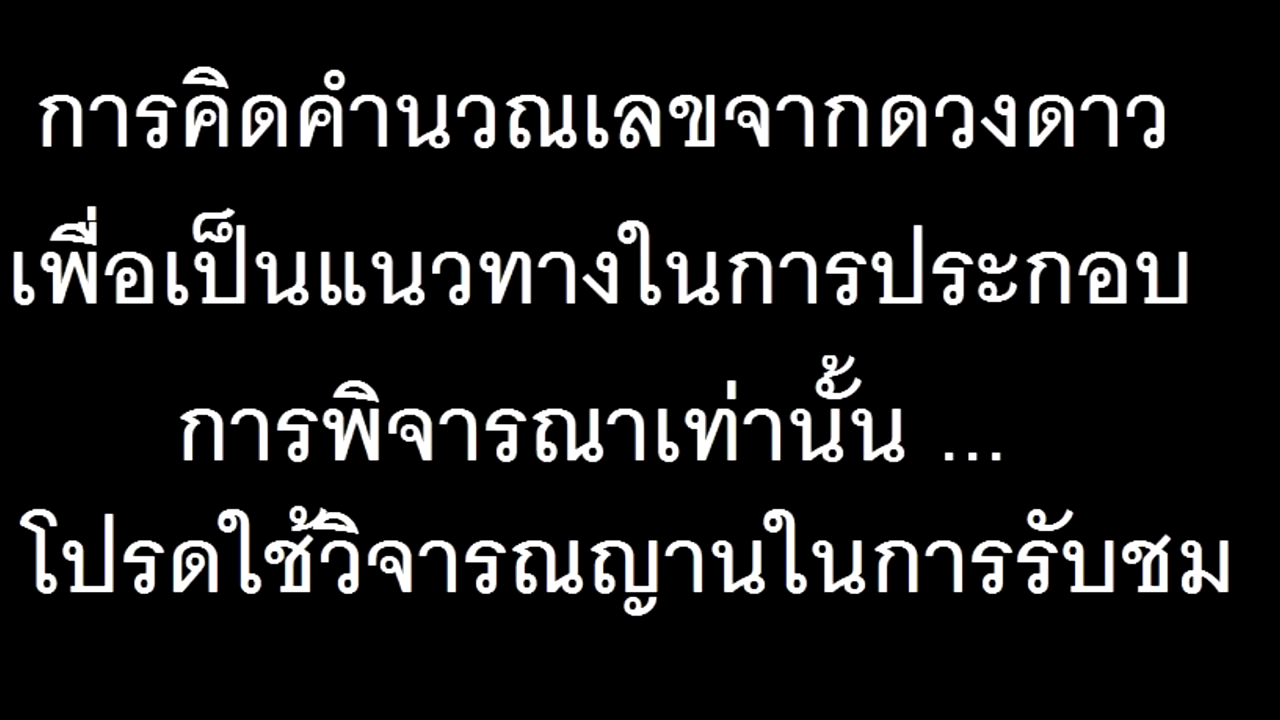 การคิดคำนวณเลขจากดวงดาว
เพื่อเป็นแนวทางในการประกอบ
การพิจารณาเท่านั้น ...
โปรดใช้วิจารณญานในการรับชม